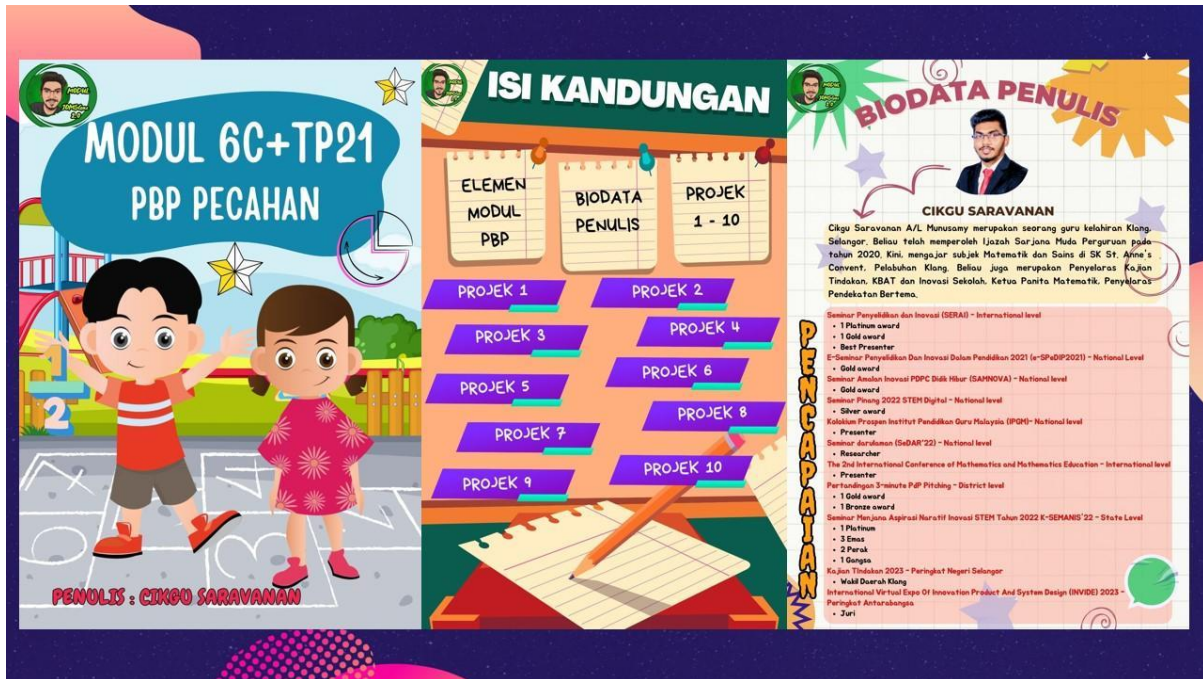 MODUL
2.0
MODUL 6C+TP21
PBP PECAHAN
1
2
PENULIS : CIKGU SARAVANAN
ISI KANDUNGAN
ELEMEN
MODUL
PBP
BIODATA
PENULIS
PROJEK
1 - 10
PROJEK 1
PROJEK 2
PROJEK 3
PROJEK 4
PROJEK 5
PROJEK 6
PROJEK 7
PROJEK 8
PROJEK 9
PROJEK 10
BIODATA PENULIS
CIKGU SARAVANAN
Cikgu Saravanan A/L Munusamy merupakan seorang guru kelahiran Klang,
Selangor. Beliau telah memperoleh Ijazah Sarjana Muda Perguruan pada
tahun 2020. Kini, mengajar subjek Matematik dan Sains di SK St. Anne's
Convent, Pelabuhan Klang. Beliau juga merupakan Penyelaras Kajian
Tindakan, KBAT dan Inovasi Sekolah, Ketua Panita Matematik, Penyelaras
Pendekatan Bertema.
PENCAPAIAN
Seminar Penyelidikan dan Inovasi (SERAI) - International level
• 1 Platinum award
• 1 Gold award
• Best Presenter
E-Seminar Penyelidikan Dan Inovasi Dalam Pendidikan 2021 (e-SPeDIP2021) - National Level
• Gold award
Seminar Amalan Inovasi PDPC Didik Hibur (SAMNOVA) - National level
• Gold award
Seminar Pinang 2022 STEM Digital - National level
• Silver award
Kolokium Prospen Institut Pendidikan Guru Malaysia (IPGM)- National level
• Presenter
Seminar darulaman (SeDAR'22) - National level
• Researcher
The 2nd International Conference of Mathematics and Mathematics Education - International level
• Presenter
Pertandingan 3-minute PdP Pitching - District level
• 1 Gold award
• 1 Bronze award
Seminar Menjana Aspirasi Naratif Inovasi STEM Tahun 2022 K-SEMANIS'22 - State Level
• 1 Platinum
• 3 Emas
• 2 Perak
• 1 Gangsa
Kajian TIndakan 2023 - Peringkat Negeri Selangor
• Wakil Daerah Klang
International Virtual Expo Of Innovation Product And System Design (INVIDE) 2023 -
Peringkat Antarabangsa
• Juri